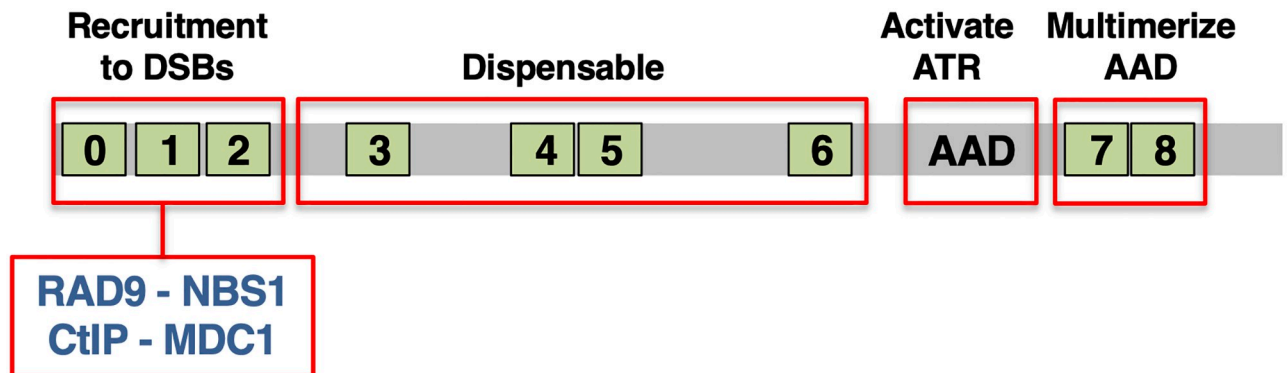 Recruitment
to DSBs
Dispensable
Activate
ATR
Multimerize
AAD
0 1 2 3 4 5 6 AAD 7 8
RAD9 - NBS1
CtIP - MDC1